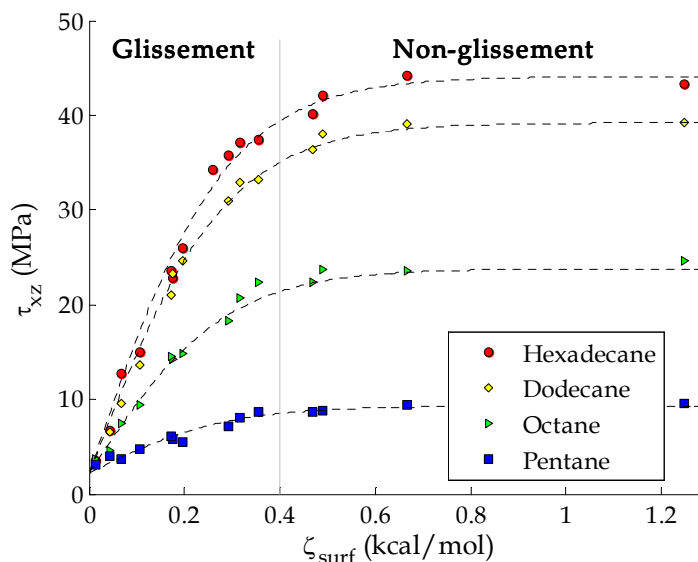 Glissement Non-glissement
50
40
30
20
10
0
τxz (MPa)
0 0.2 0.4 0.6 0.8 1 1.2
ζsurf (kcal/mol)
Hexadecane
Dodecane
Octane
Pentane